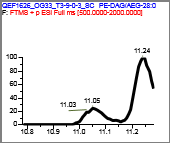 QEF1626_OG33_T3-9-0-3_SC PE-DAG/AEG-28:0
F: FTMS + p ESI Full ms [500.0000-2000.0000]
11.24
100
80
11.03 11.05
60
40
20
0
10.8 10.9 11.0 11.1 11.2